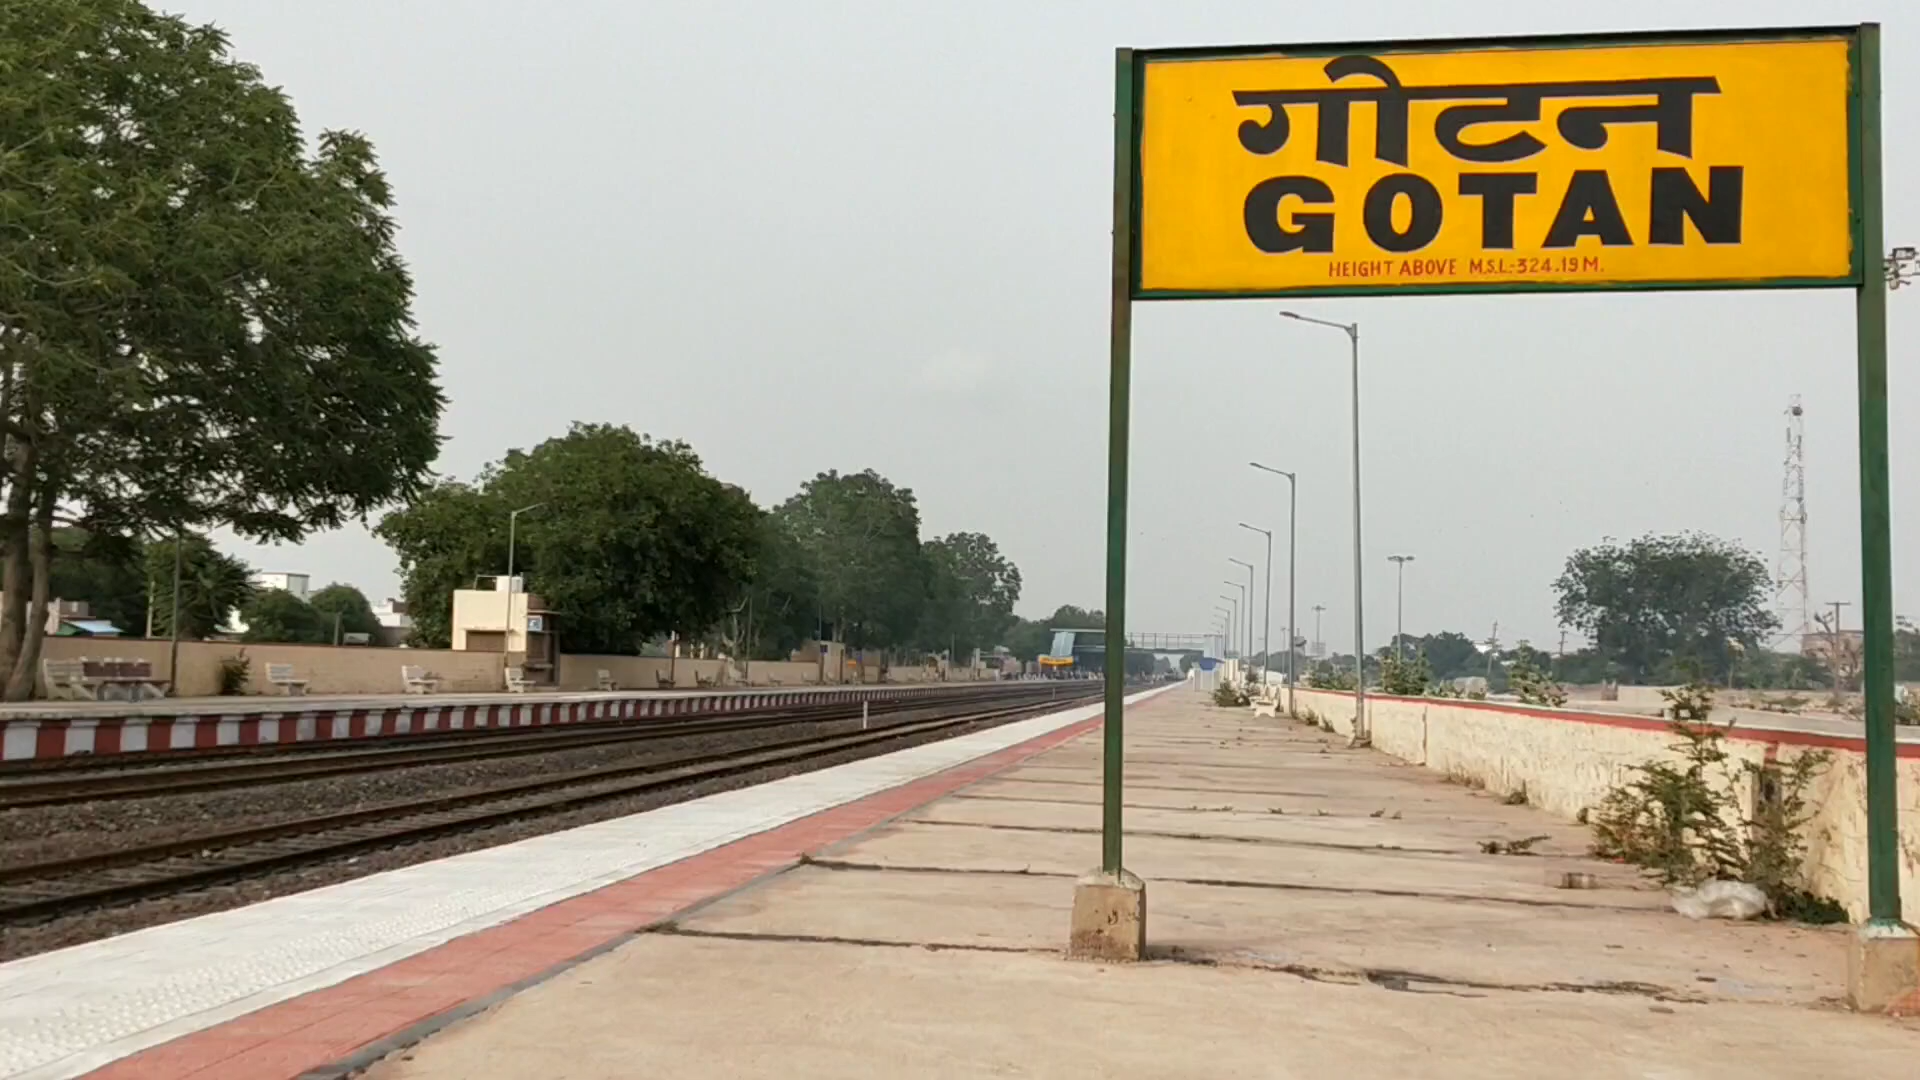 गोटन
GOTAN
HEIGHT ABOVE M.S.L.-324.19 M.